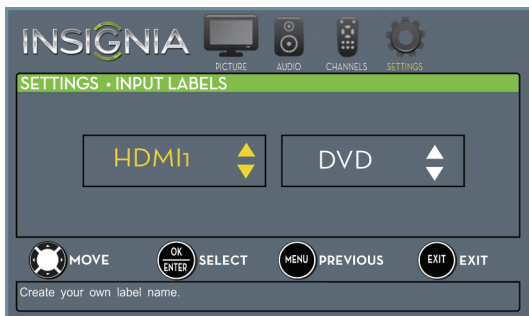 INSIGNIA
PICTURE AUDIO CHANNELS SETTINGS
SETTINGS • INPUT LABELS
HDMI1 DVD
MOVE OK ENTER SELECT MENU PREVIOUS EXIT EXIT
Create your own label name.